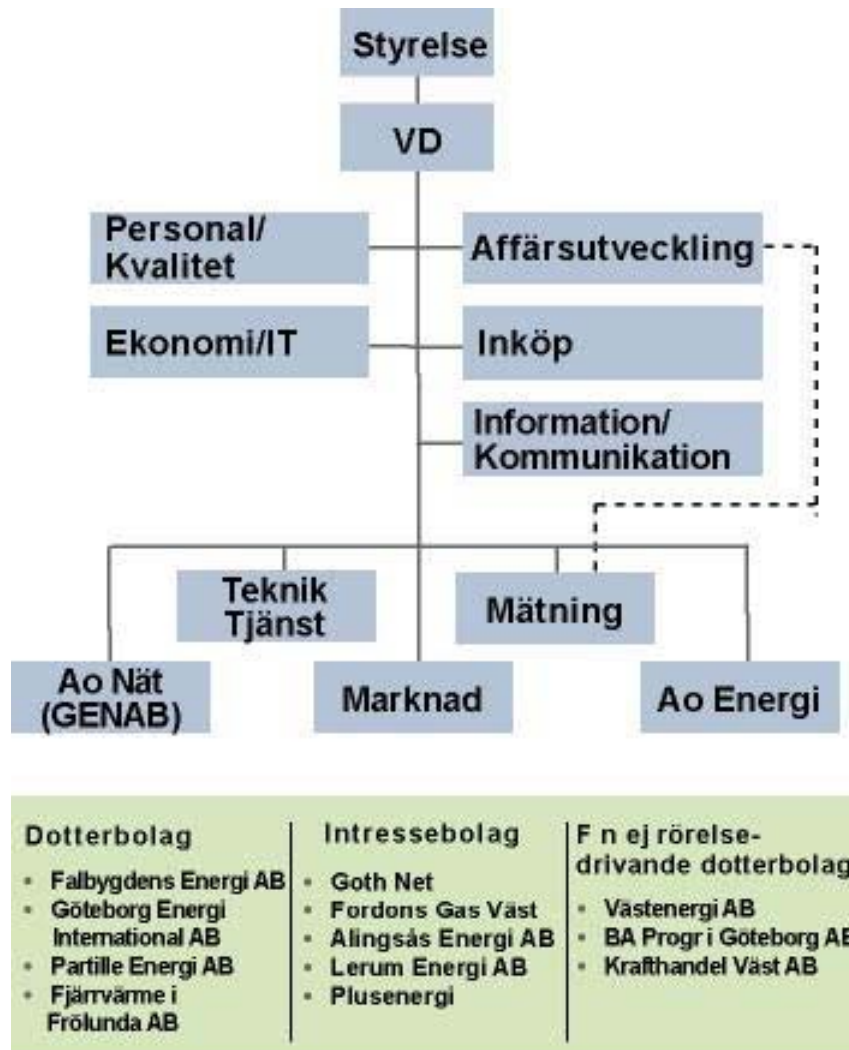 Styrelse
VD
Personal/
Kvalitet
Affärsutveckling
Ekonomi/IT
Inköp
Information/
Kommunikation
Teknik
Tjänst
Mätning
Ao Nät
(GENAB)
Marknad
Ao Energi
Dotterbolag
• Falbygdens Energi AB
• Göteborg Energi
International AB
• Partille Energi AB
• Fjärrvärme i
Frölunda AB
Intressebolag
• Goth Net
• Fordons Gas Väst
• Alingsås Energi AB
• Lerum Energi AB
• Plusenergi
F n ej rörelse-
drivande dotterbolag
• Västenergi AB
• BA Progr i Göteborg AB
• Krafthandel Väst AB